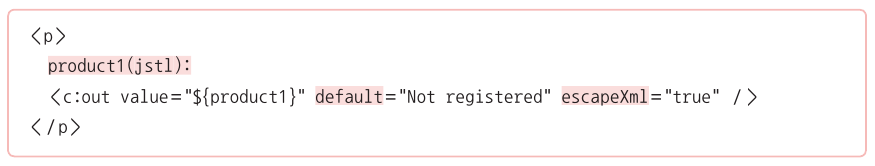 <p>
product1(jstl):
<c:out value="${product1}" default="Not registered" escapeXml="true" />
</p>